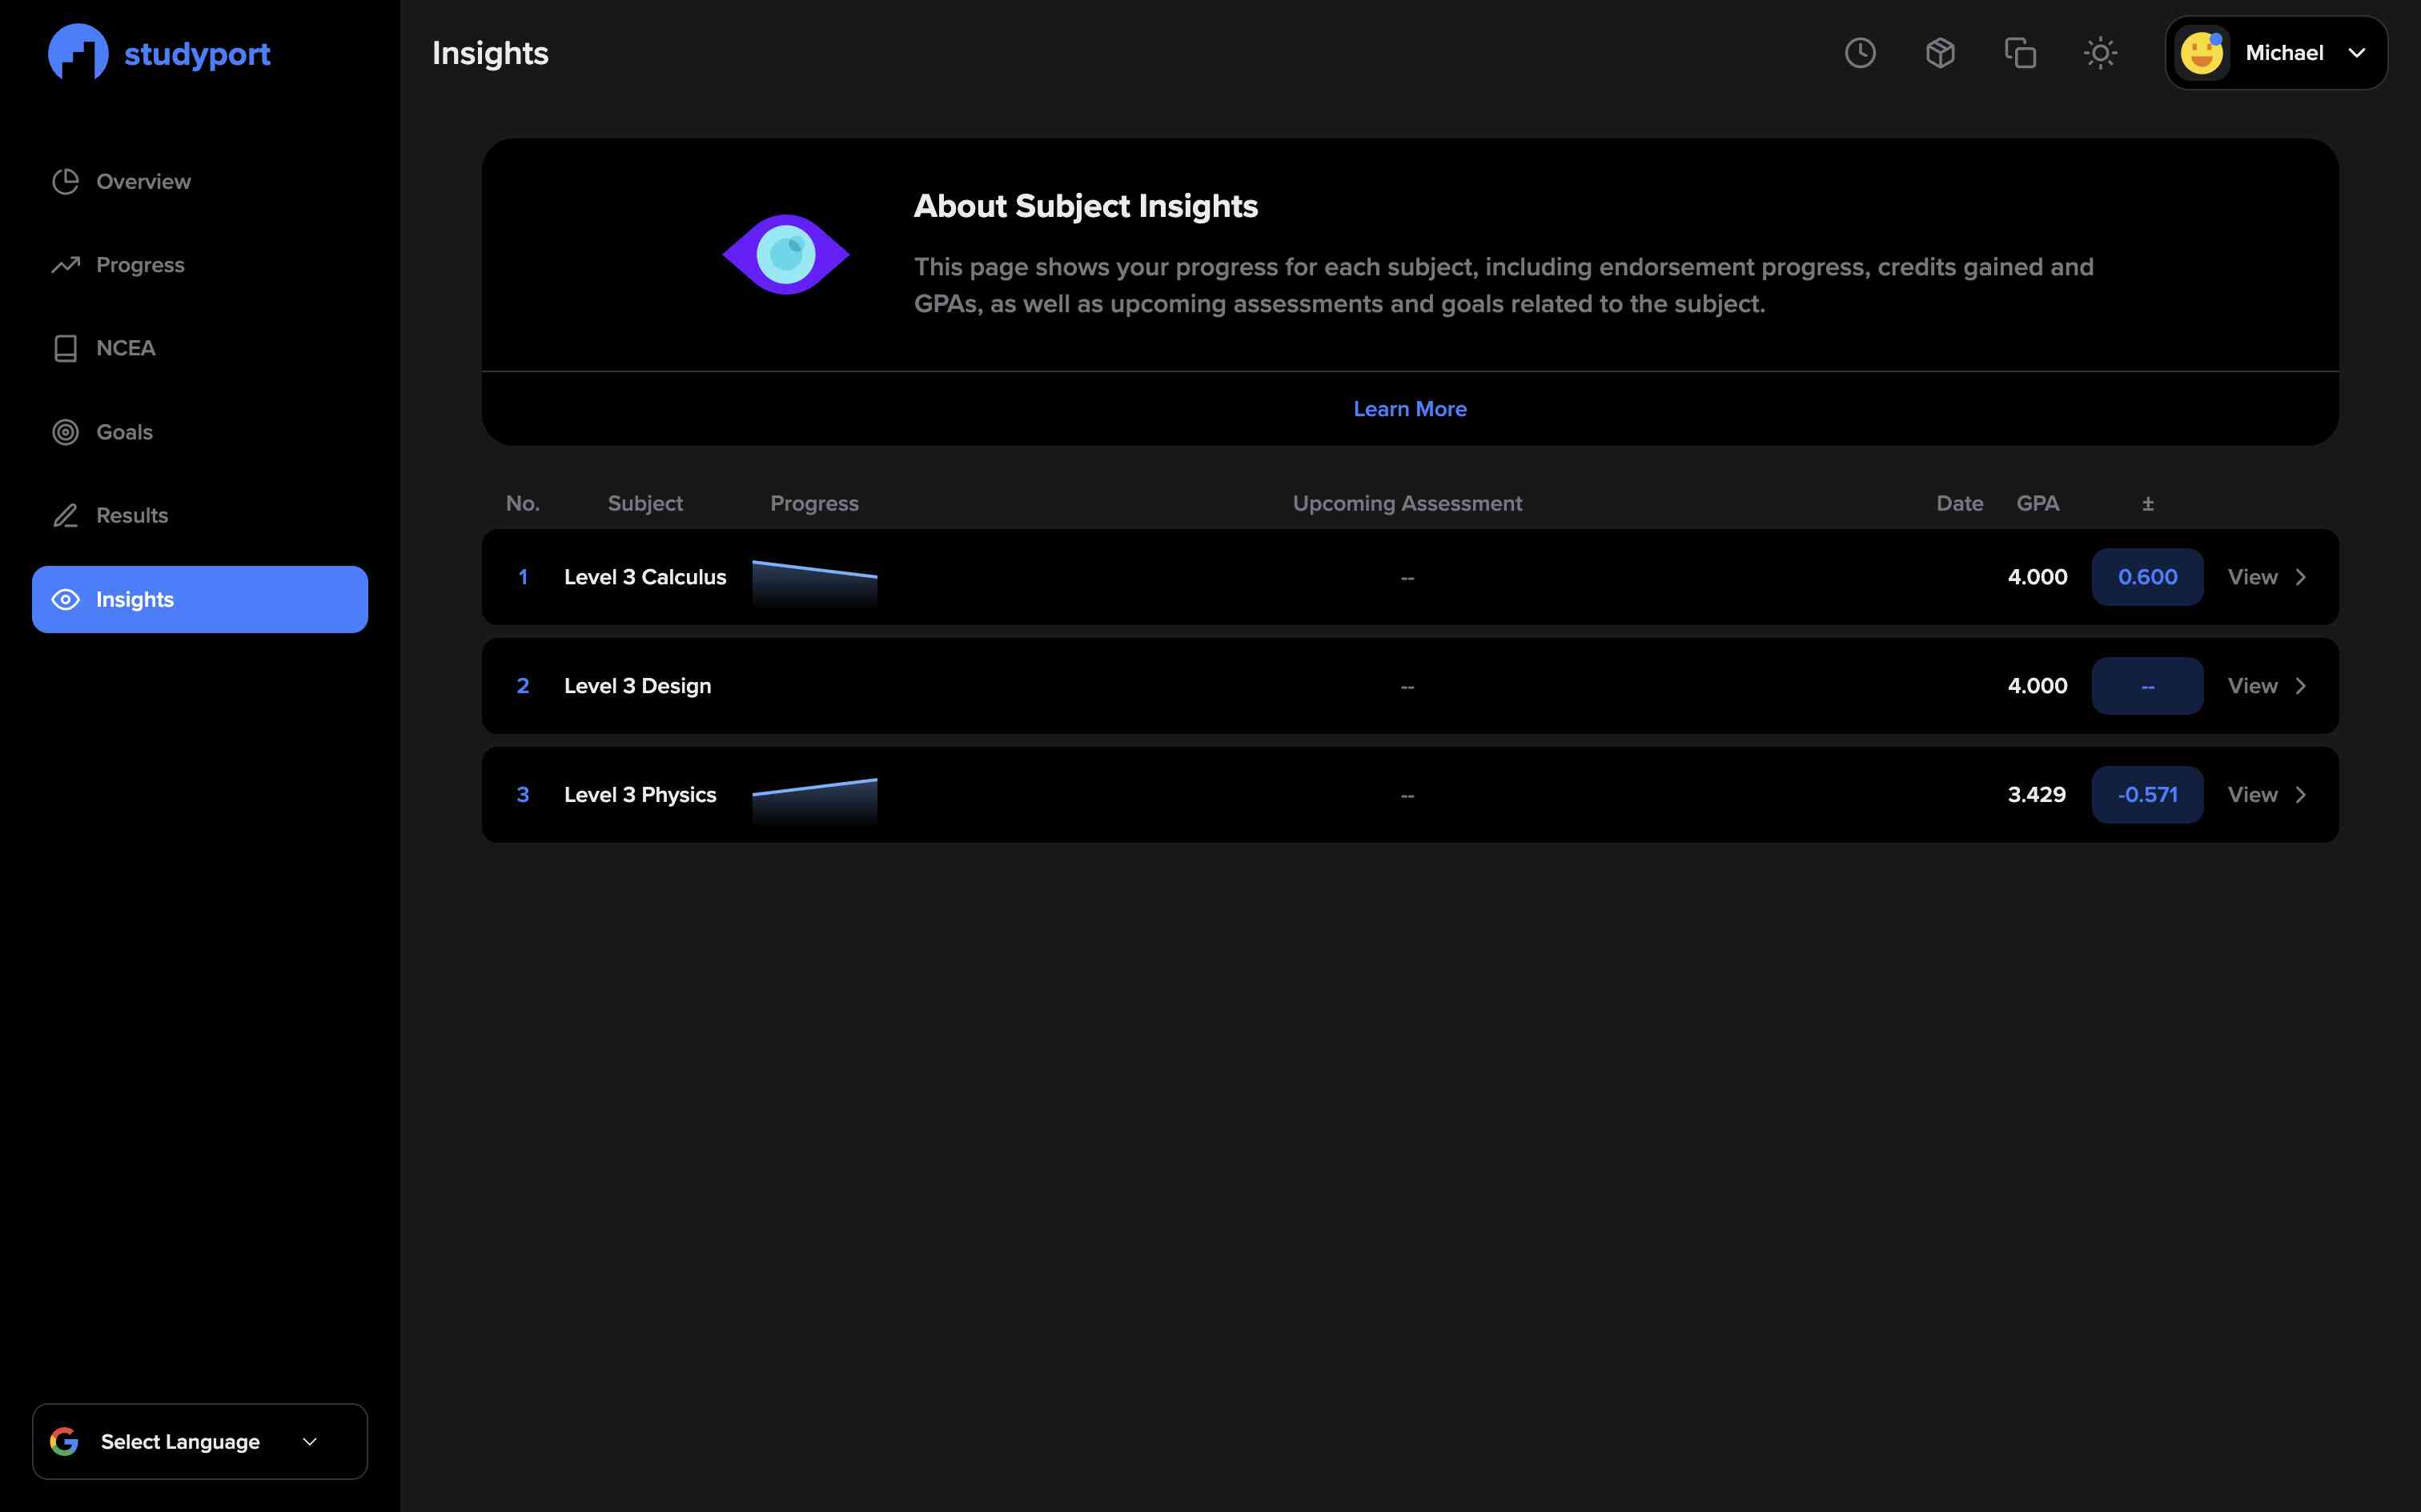 studyport
Insights
Michael
Overview
Progress
NCEA
Goals
Results
Insights
About Subject Insights
This page shows your progress for each subject, including endorsement progress, credits gained and
GPAs, as well as upcoming assessments and goals related to the subject.
Learn More
No. Subject Progress Upcoming Assessment Date GPA ±
1 Level 3 Calculus -- 4.000 0.600 View
2 Level 3 Design -- 4.000 -- View
3 Level 3 Physics -- 3.429 -0.571 View
Select Language